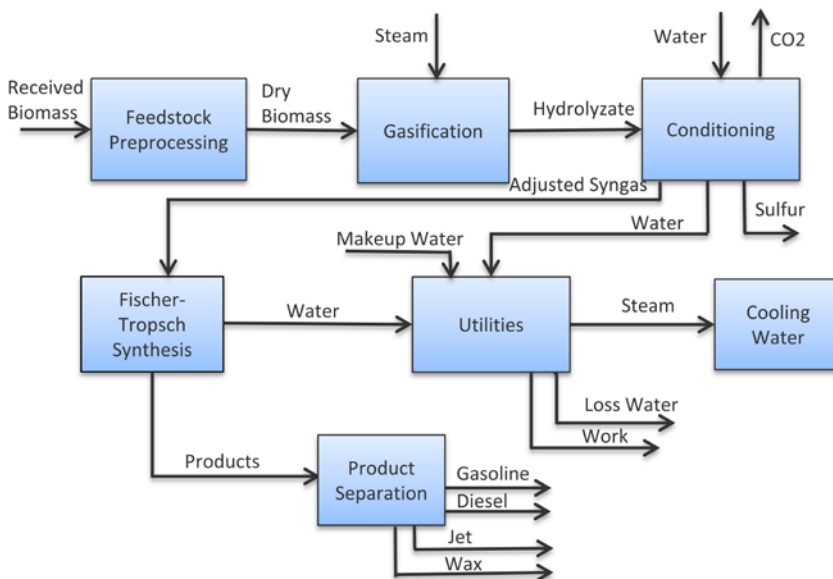 Steam
Water
CO2
Received
Biomass
Feedstock
Preprocessing
Dry
Biomass
Gasification
Hydrolyzate
Conditioning
Adjusted Syngas
Water
Sulfur
Makeup Water
Fischer-
Tropsch
Synthesis
Water
Utilities
Steam
Cooling
Water
Loss Water
Work
Products
Product
Separation
Gasoline
Diesel
Jet
Wax